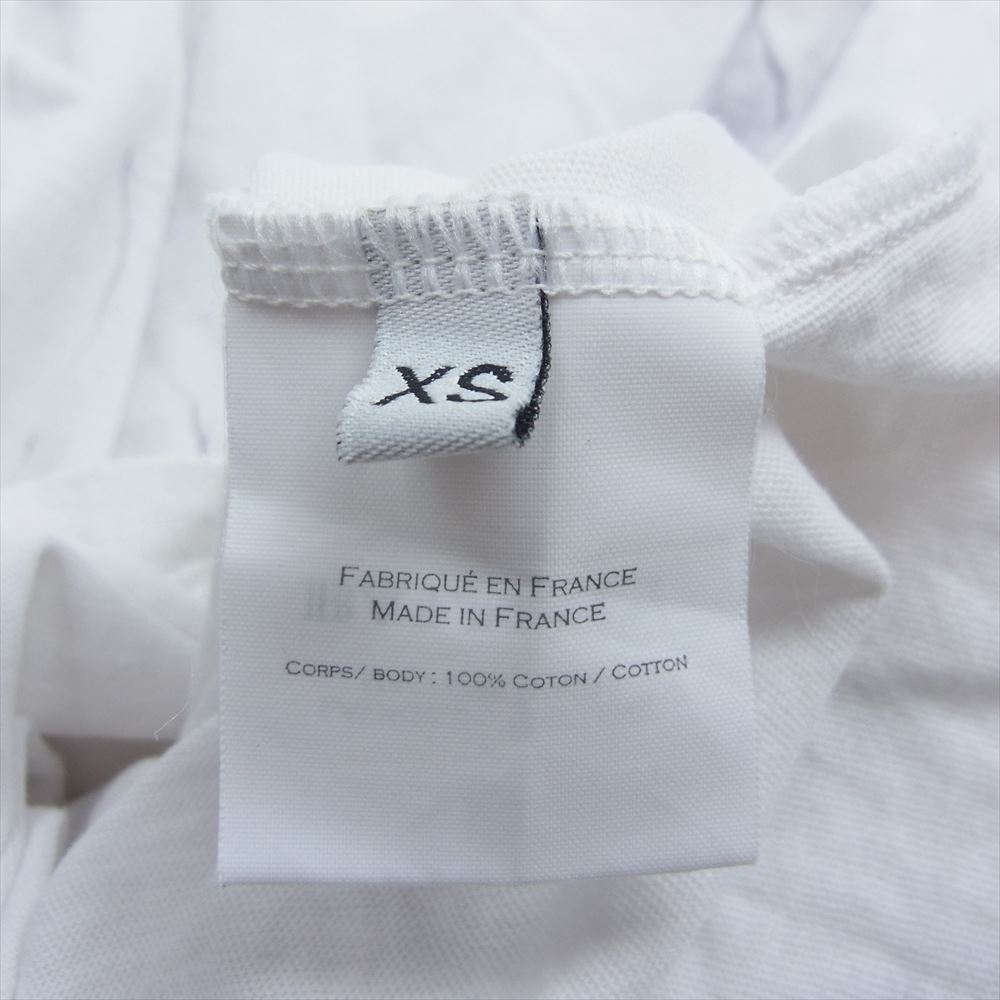 XS
FABRIQUÉ EN FRANCE
MADE IN FRANCE
CORPS/ BODY : 100% COTON / COTTON